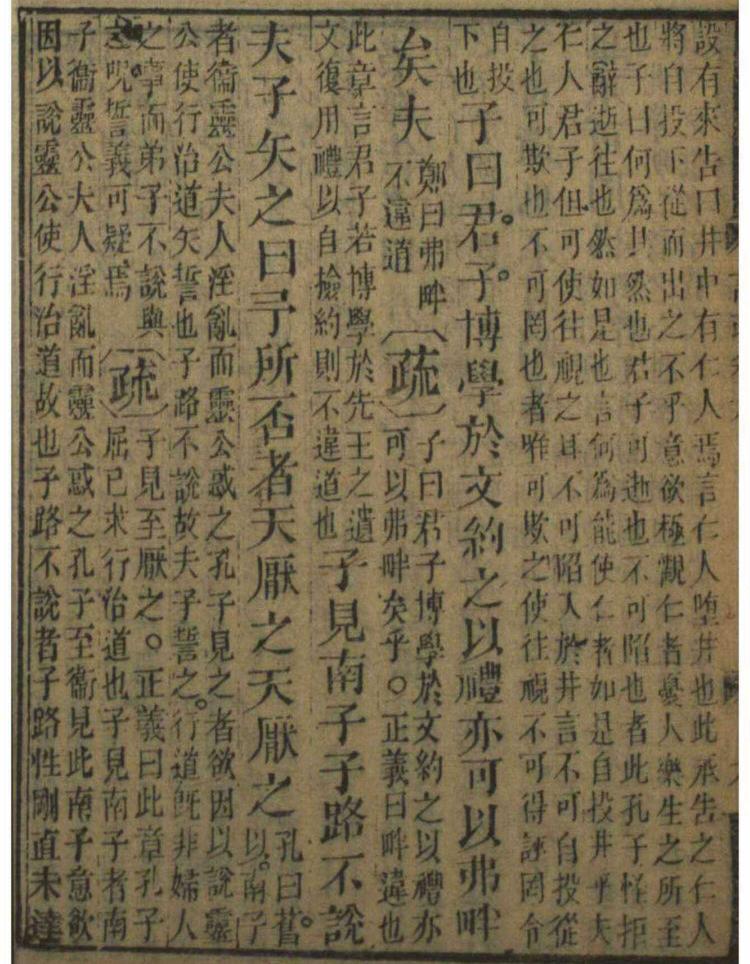 設有來告曰井中有仁人焉言仁人墮井也此承告之仁人
將自投下從而出之不乎意欲極觀仁者憂人樂生之所至
也子曰何爲其然也君子可逝也不可陷也者此孔子怪拒
之辭逝往也然如是也言何爲能使仁者如是自投井乎夫
仁人君子但可使往視之耳不可陷入於井言不可自投從
之也可欺也不可罔也者唯可欺之使往視不可得誣罔令
自投
下也
子曰君子博學於文約之以禮亦可以弗畔
矣夫
鄭曰弗畔
不違道
〔疏〕
子曰君子博學於文約之以禮亦
可以弗畔矣乎○正義曰畔違也
此章言君子若博學於先王之遺
文復用禮以自撿約則不違道也
子見南子子路不說
夫子矢之曰予所否者天厭之天厭之
孔曰舊
以南子
者衞靈公夫人淫亂而靈公惑之孔子見之者欲因以說靈
公使行治道矢誓也子路不說故夫子誓之行道旣非婦人
之事而弟子不說與
之呪誓義可疑焉
〔疏〕
子見至厭之○正義曰此章孔子
屈己求行治道也子見南子者南
子衞靈公大人淫亂而靈公惑之孔子至衞見此南子意欲
因以說靈公使行治道故也子路不說者子路性剛直未達